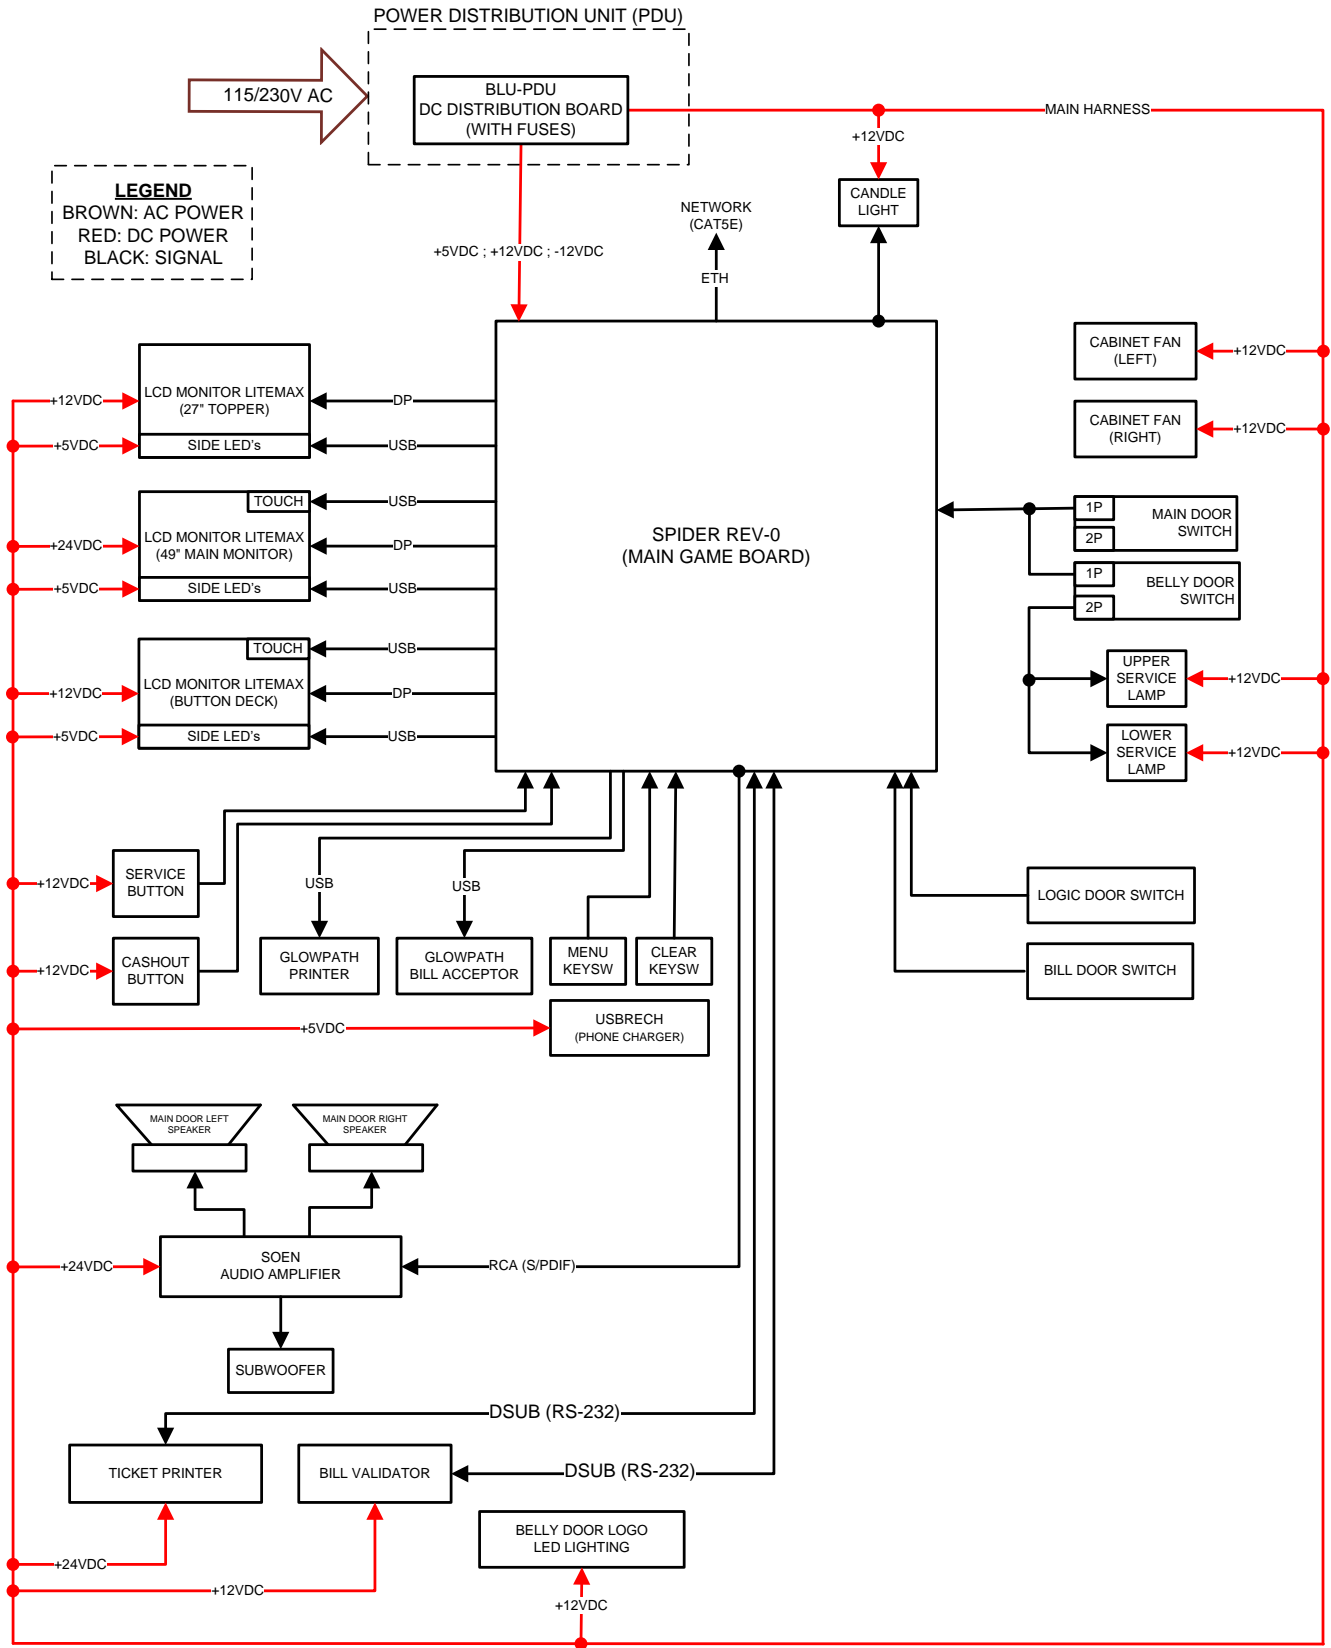 POWER DISTRIBUTION UNIT (PDU)
115/230V AC
BLU-PDU
DC DISTRIBUTION BOARD
(WITH FUSES)
MAIN HARNESS
+12VDC
LEGEND
BROWN: AC POWER
RED: DC POWER
BLACK: SIGNAL
CANDLE
LIGHT
NETWORK
(CAT5E)
+5VDC ; +12VDC ; -12VDC
ETH
CABINET FAN
(LEFT)
+12VDC
CABINET FAN
(RIGHT)
+12VDC
+12VDC
LCD MONITOR LITEMAX
(27" TOPPER)
DP
+5VDC
SIDE LED's
USB
TOUCH
USB
+24VDC
LCD MONITOR LITEMAX
(49" MAIN MONITOR)
DP
+5VDC
SIDE LED's
USB
SPIDER REV-0
(MAIN GAME BOARD)
1P
2P
MAIN DOOR
SWITCH
1P
2P
BELLY DOOR
SWITCH
TOUCH
USB
+12VDC
LCD MONITOR LITEMAX
(BUTTON DECK)
DP
+5VDC
SIDE LED's
USB
UPPER
SERVICE
LAMP
+12VDC
LOWER
SERVICE
LAMP
+12VDC
+12VDC
SERVICE
BUTTON
USB
USB
LOGIC DOOR SWITCH
+12VDC
CASHOUT
BUTTON
GLOWPATH
PRINTER
GLOWPATH
BILL ACCEPTOR
MENU
KEYSW
CLEAR
KEYSW
BILL DOOR SWITCH
+5VDC
USBRECH
(PHONE CHARGER)
MAIN DOOR LEFT
SPEAKER
MAIN DOOR RIGHT
SPEAKER
+24VDC
SOEN
AUDIO AMPLIFIER
RCA (S/PDIF)
SUBWOOFER
DSUB (RS-232)
TICKET PRINTER
BILL VALIDATOR
DSUB (RS-232)
BELLY DOOR LOGO
LED LIGHTING
+24VDC
+12VDC
+12VDC